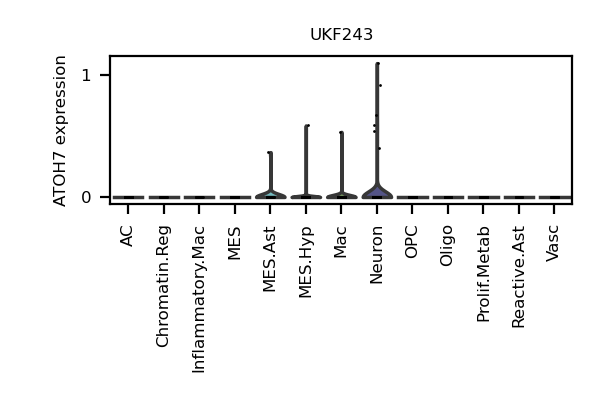 UKF243
ATOH7 expression
1
0
AC
Chromatin.Reg
Inflammatory.Mac
MES
MES.Ast
MES.Hyp
Mac
Neuron
OPC
Oligo
Prolif.Metab
Reactive.Ast
Vasc